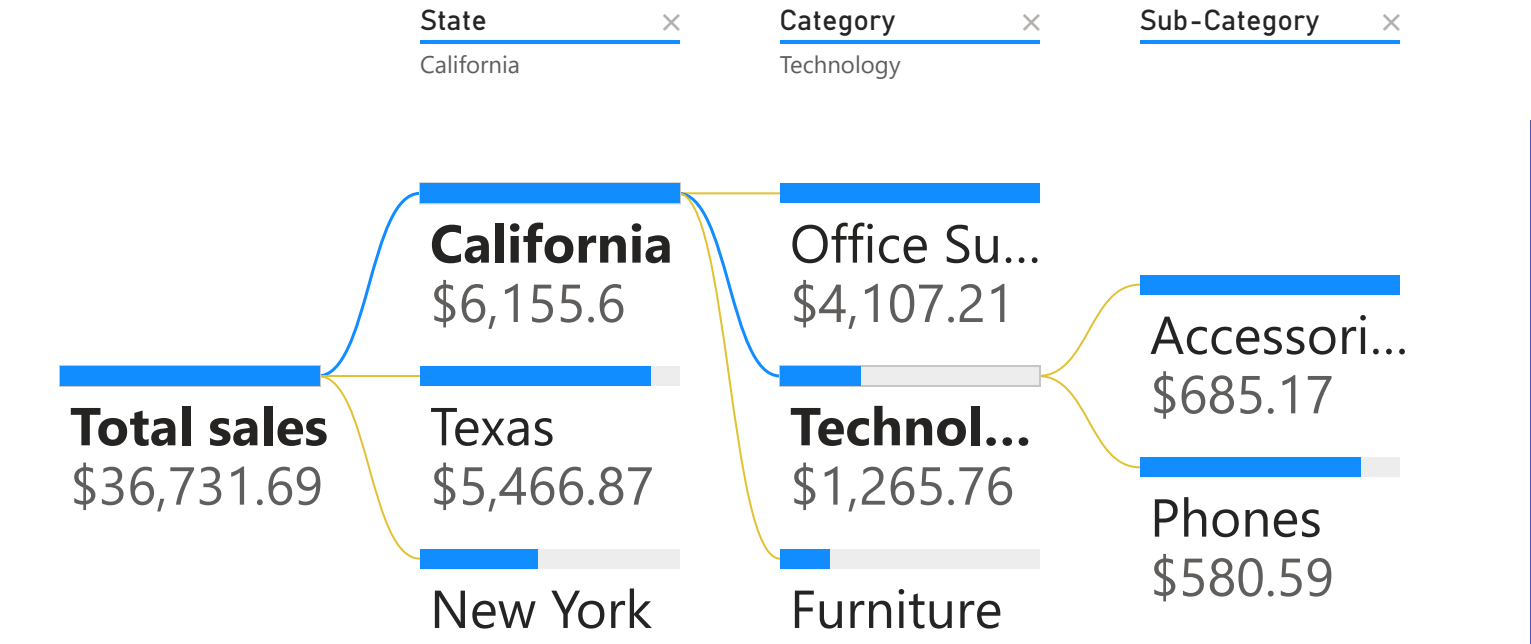 State ×
Category ×
Sub-Category ×
California
Technology
California
$6,155.6
Office Su...
$4,107.21
Accessori...
$685.17
Total sales
$36,731.69
Texas
$5,466.87
Technol...
$1,265.76
Phones
$580.59
New York
Furniture